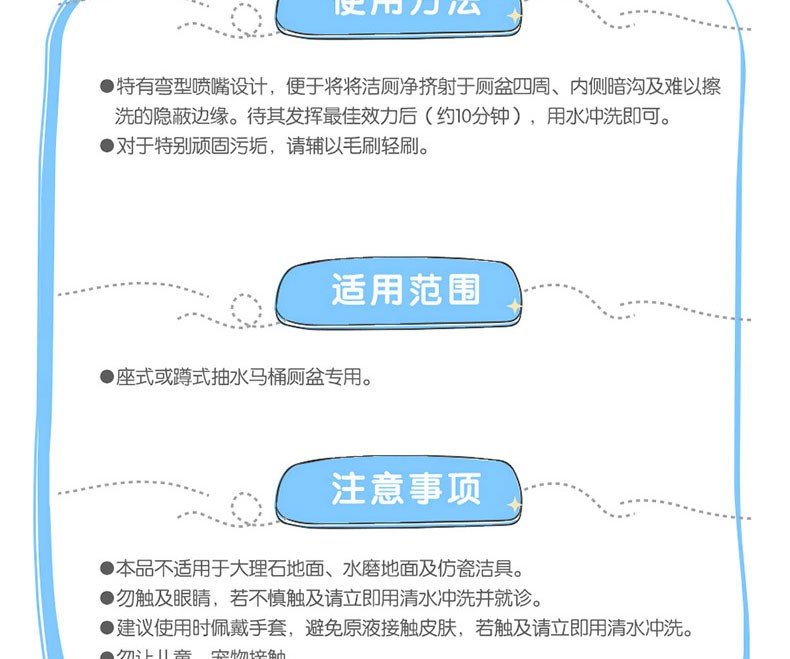 使用方法
●特有弯型喷嘴设计，便于将将洁厕净挤射于厕盆四周、内侧暗沟及难以擦
洗的隐蔽边缘。待其发挥最佳效力后（约10分钟），用水冲洗即可。
●对于特别顽固污垢，请辅以毛刷轻刷。
适用范围
●座式或蹲式抽水马桶厕盆专用。
注意事项
●本品不适用于大理石地面、水磨地面及仿瓷洁具。
●勿触及眼睛，若不慎触及请立即用清水冲洗并就诊。
●建议使用时佩戴手套，避免原液接触皮肤，若触及请立即用清水冲洗。
●勿让儿童、宠物接触